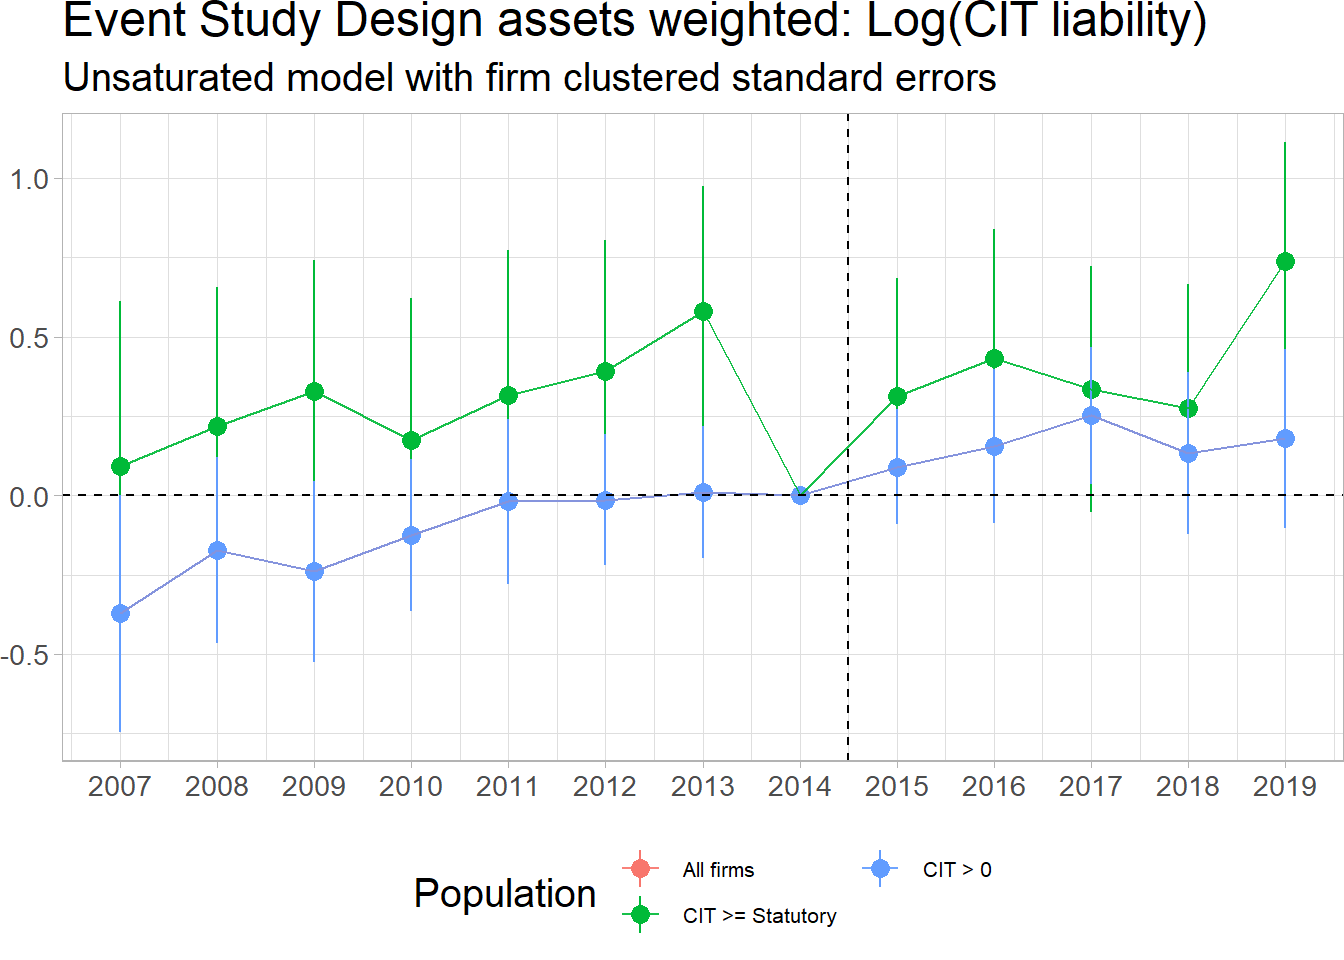 Event Study Design assets weighted: Log(CIT liability)
Unsaturated model with firm clustered standard errors
1.0
0.5
0.0
-0.5
2007 2008 2009 2010 2011 2012 2013 2014 2015 2016 2017 2018 2019
Population
All firms
CIT > 0
CIT >= Statutory